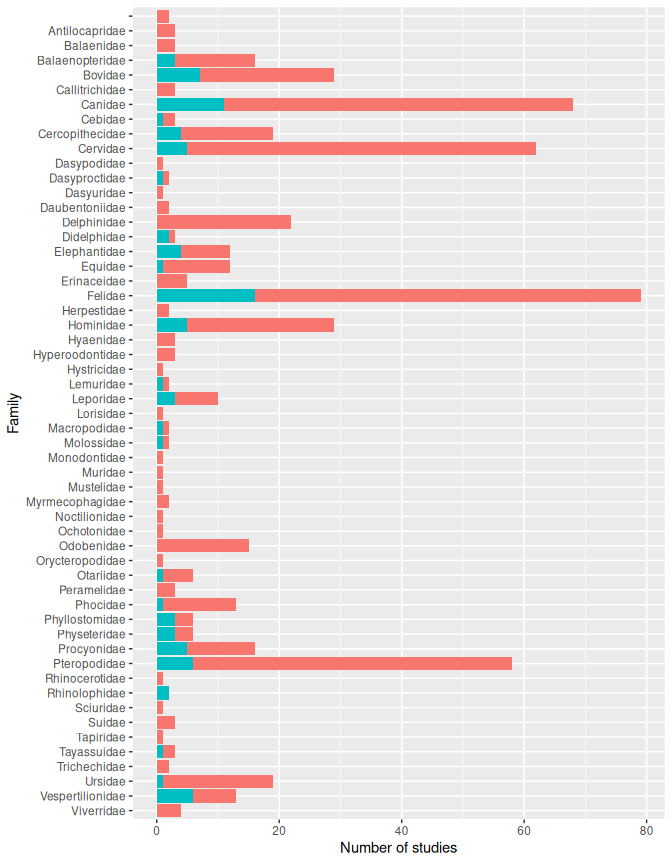 Antilocapridae
Balaenidae
Balaenopteridae
Bovidae
Callitrichidae
Canidae
Cebidae
Cercopithecidae
Cervidae
Dasypodidae
Dasyproctidae
Dasyuridae
Daubentoniidae
Delphinidae
Didelphidae
Elephantidae
Equidae
Erinaceidae
Felidae
Herpestidae
Hominidae
Hyaenidae
Hyperoodontidae
Hystricidae
Lemuridae
Leporidae
Lorisidae
Macropodidae
Molossidae
Monodontidae
Muridae
Mustelidae
Myrmecophagidae
Noctilionidae
Ochotonidae
Odobenidae
Orycteropodidae
Otariidae
Peramelidae
Phocidae
Phyllostomidae
Physeteridae
Procyonidae
Pteropodidae
Rhinocerotidae
Rhinolophidae
Sciuridae
Suidae
Tapiridae
Tayassuidae
Trichechidae
Ursidae
Vespertilionidae
Viverridae
Family
0 20 40 60 80
Number of studies